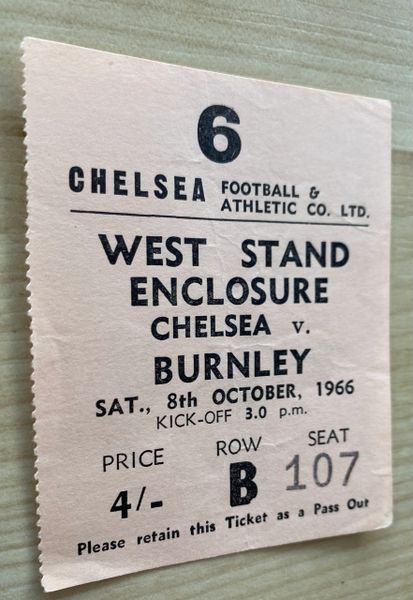 6
CHELSEA FOOTBALL &
ATHLETIC CO. LTD.
WEST STAND
ENCLOSURE
CHELSEA v.
BURNLEY
SAT., 8th OCTOBER, 1966
KICK-OFF 3.0 p.m.
PRICE ROW SEAT
4/- B 107
Please retain this Ticket as a Pass Out